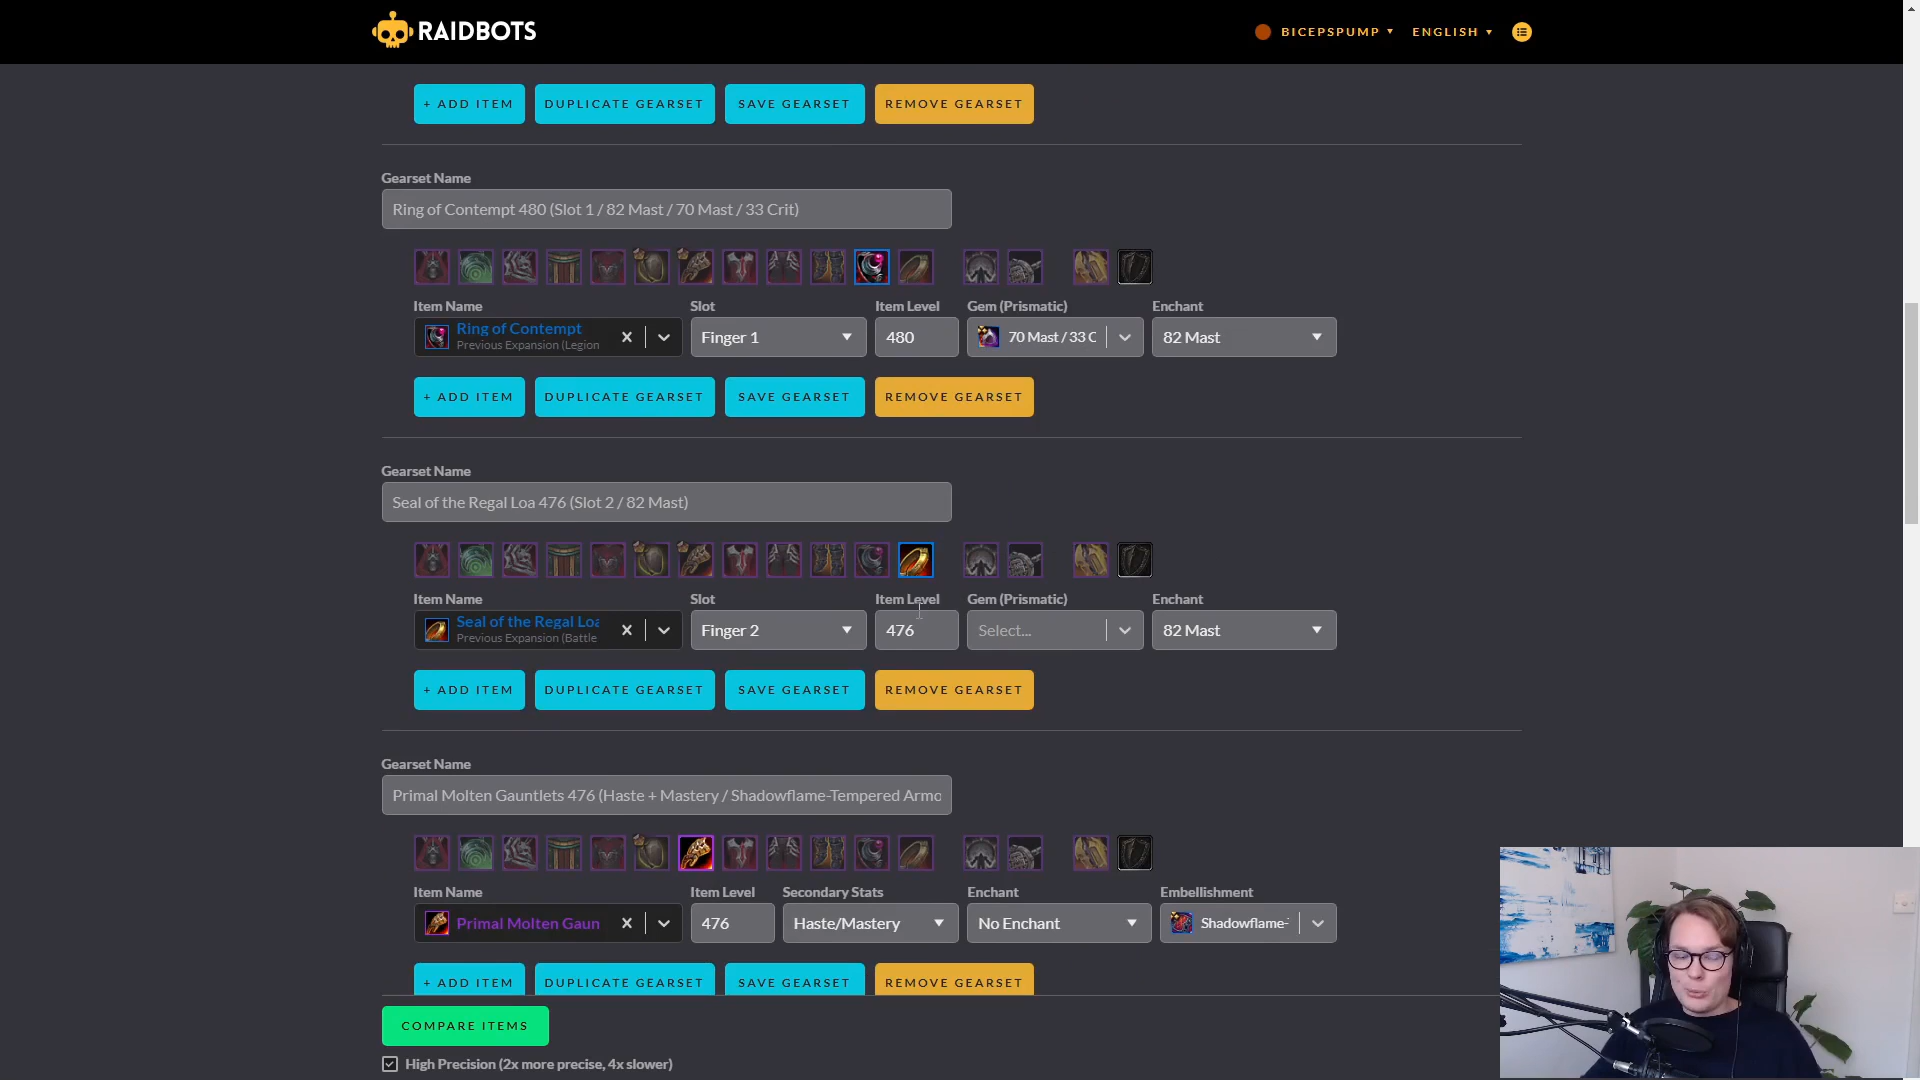 RAIDBOTS
BICEPSPUMP ENGLISH
+ ADD ITEM DUPLICATE GEARSET SAVE GEARSET REMOVE GEARSET
Gearset Name
Ring of Contempt 480 (Slot 1 / 82 Mast / 70 Mast / 33 Crit)
Item Name Slot Item Level Gem (Prismatic) Enchant
Ring of Contempt Finger 1 480 70 Mast / 33 C 82 Mast
Previous Expansion (Legion
+ ADD ITEM DUPLICATE GEARSET SAVE GEARSET REMOVE GEARSET
Gearset Name
Seal of the Regal Loa 476 (Slot 2 / 82 Mast)
Item Name Slot Item Level Gem (Prismatic) Enchant
Seal of the Regal Loa Finger 2 476 Select... 82 Mast
Previous Expansion (Battle
+ ADD ITEM DUPLICATE GEARSET SAVE GEARSET REMOVE GEARSET
Gearset Name
Primal Molten Gauntlets 476 (Haste + Mastery / Shadowflame-Tempered Armo
Item Name Item Level Secondary Stats Enchant Embellishment
Primal Molten Gaun 476 Haste/Mastery No Enchant Shadowflame-
+ ADD ITEM DUPLICATE GEARSET SAVE GEARSET REMOVE GEARSET
COMPARE ITEMS
High Precision (2x more precise, 4x slower)